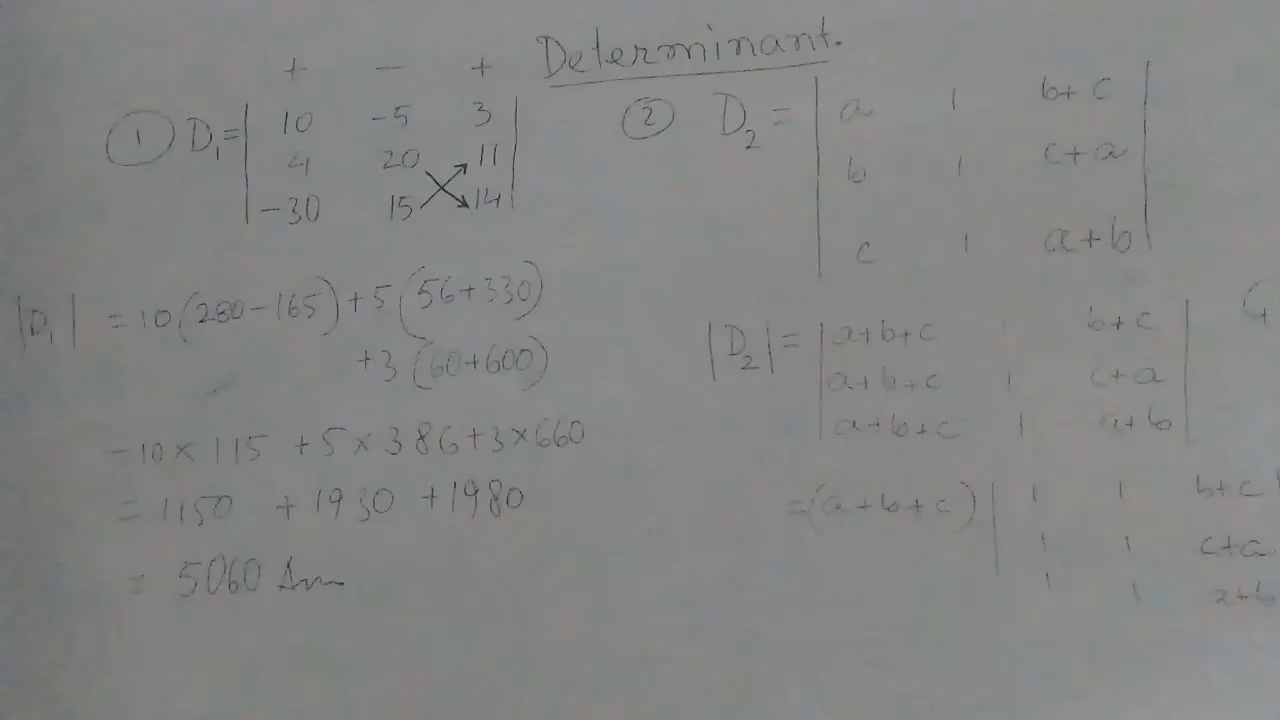 Determinant.
+ - +
① D₁ = | 10 -5 3 |
| 4 20 11 |
| -30 15 14 |
|D₁| = 10(280-165) + 5(56+330)
+3(60+600)
= 10 × 115 + 5 × 386 + 3 × 660
= 1150 + 1930 + 1980
= 5060 Ans
② D₂ = | a 1 b+c |
| b 1 c+a |
| c 1 a+b |
|D₂| = | a+b+c 1 b+c |
| a+b+c 1 c+a |
| a+b+c 1 a+b |
= (a+b+c) | 1 1 b+c |
| 1 1 c+a
| 1 1 a+b